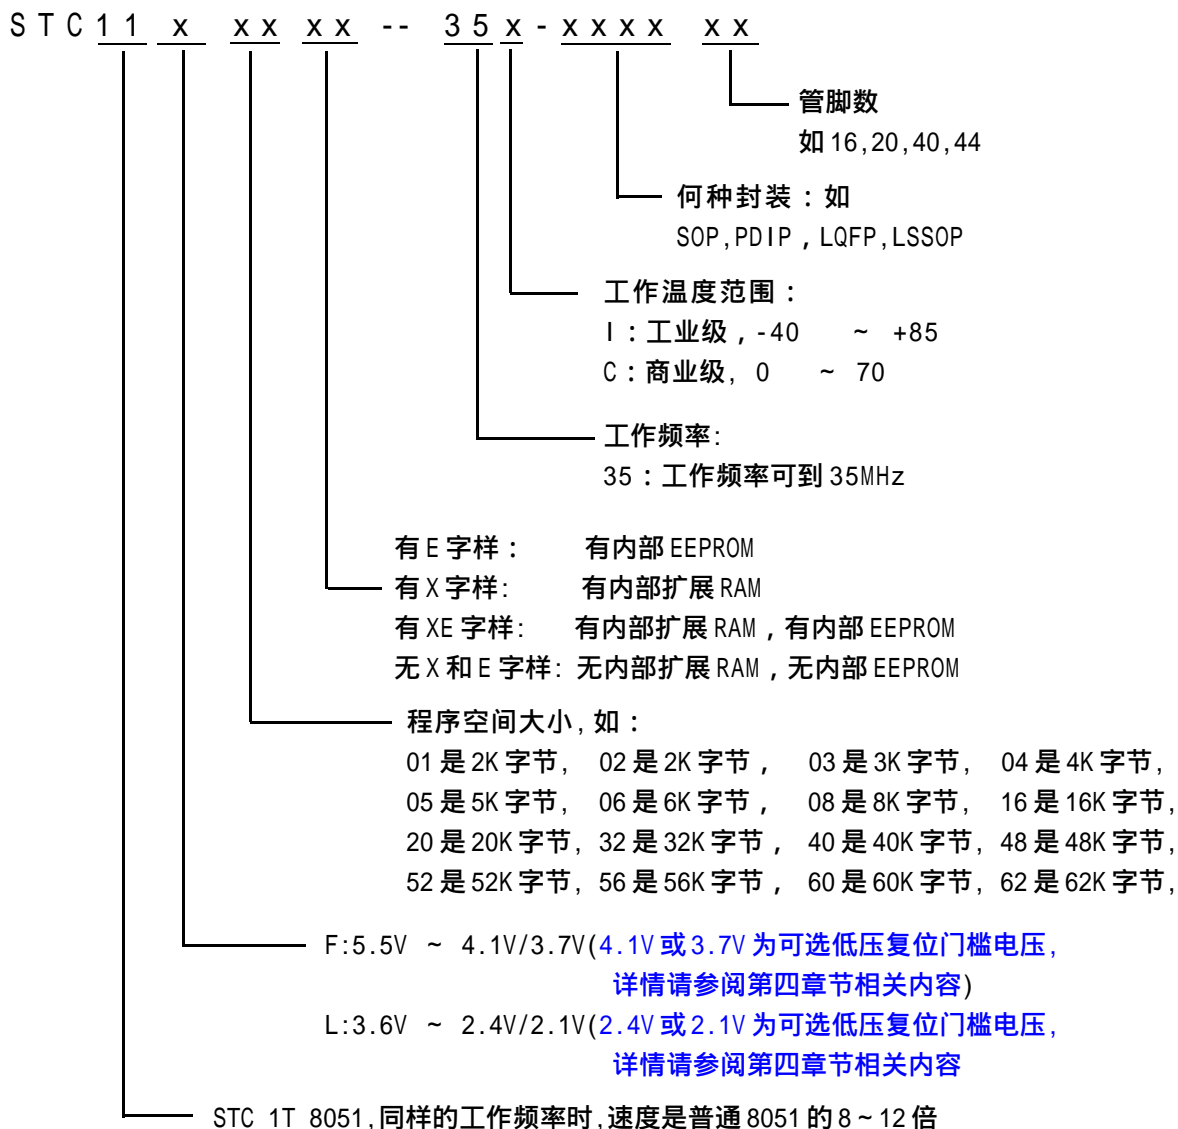 STC11 x xx xx -- 35x-xxxx xx
管脚数
如16,20,40,44
何种封装：如
SOP,PDIP，LQFP,LSSOP
工作温度范围：
I：工业级，-40 ~ +85
C：商业级, 0 ~ 70
工作频率:
35：工作频率可到35MHz
有E字样： 有内部EEPROM
有X字样: 有内部扩展RAM
有XE字样: 有内部扩展RAM，有内部EEPROM
无X和E字样: 无内部扩展RAM，无内部EEPROM
程序空间大小,如：
01是2K字节, 02是2K字节， 03是3K字节, 04是4K字节,
05是5K字节, 06是6K字节， 08是8K字节, 16是16K字节,
20是20K字节, 32是32K字节， 40是40K字节, 48是48K字节,
52是52K字节, 56是56K字节， 60是60K字节, 62是62K字节,
F:5.5V ~ 4.1V/3.7V(4.1V或3.7V为可选低压复位门槛电压,
详情请参阅第四章节相关内容)
L:3.6V ~ 2.4V/2.1V(2.4V或2.1V为可选低压复位门槛电压,
详情请参阅第四章节相关内容
STC 1T 8051,同样的工作频率时,速度是普通8051的8~12倍